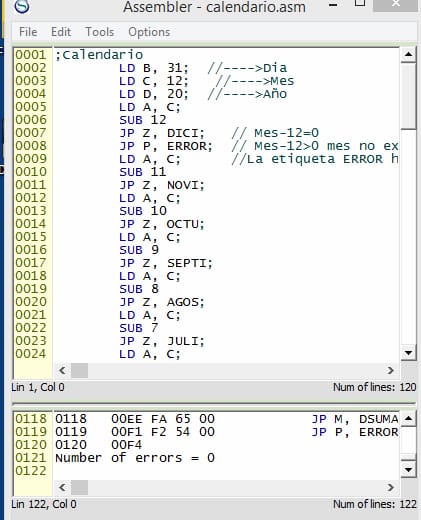 Assembler - calendario.asm
File Edit Tools Options
0001 ;Calendario
0002 LD B, 31; //---->Dia
0003 LD C, 12; //---->Mes
0004 LD D, 20; //---->Año
0005 LD A, C;
0006 SUB 12
0007 JP Z, DICI; // Mes-12=0
0008 JP P, ERROR; // Mes-12>0 mes no ex
0009 LD A, C; //La etiqueta ERROR h
0010 SUB 11
0011 JP Z, NOVI;
0012 LD A, C;
0013 SUB 10
0014 JP Z, OCTU;
0015 LD A, C;
0016 SUB 9
0017 JP Z, SEPTI;
0018 LD A, C;
0019 SUB 8
0020 JP Z, AGOS;
0021 LD A, C;
0022 SUB 7
0023 JP Z, JULI;
0024 LD A, C;
Lin 1, Col 0 Num of lines: 120
0118 0118 00EE FA 65 00 JP M, DSUMA
0119 0119 00F1 F2 54 00 JP P, ERROR
0120 0120 00F4
0121 Number of errors = 0
0122
Lin 122, Col 0 Num of lines: 122